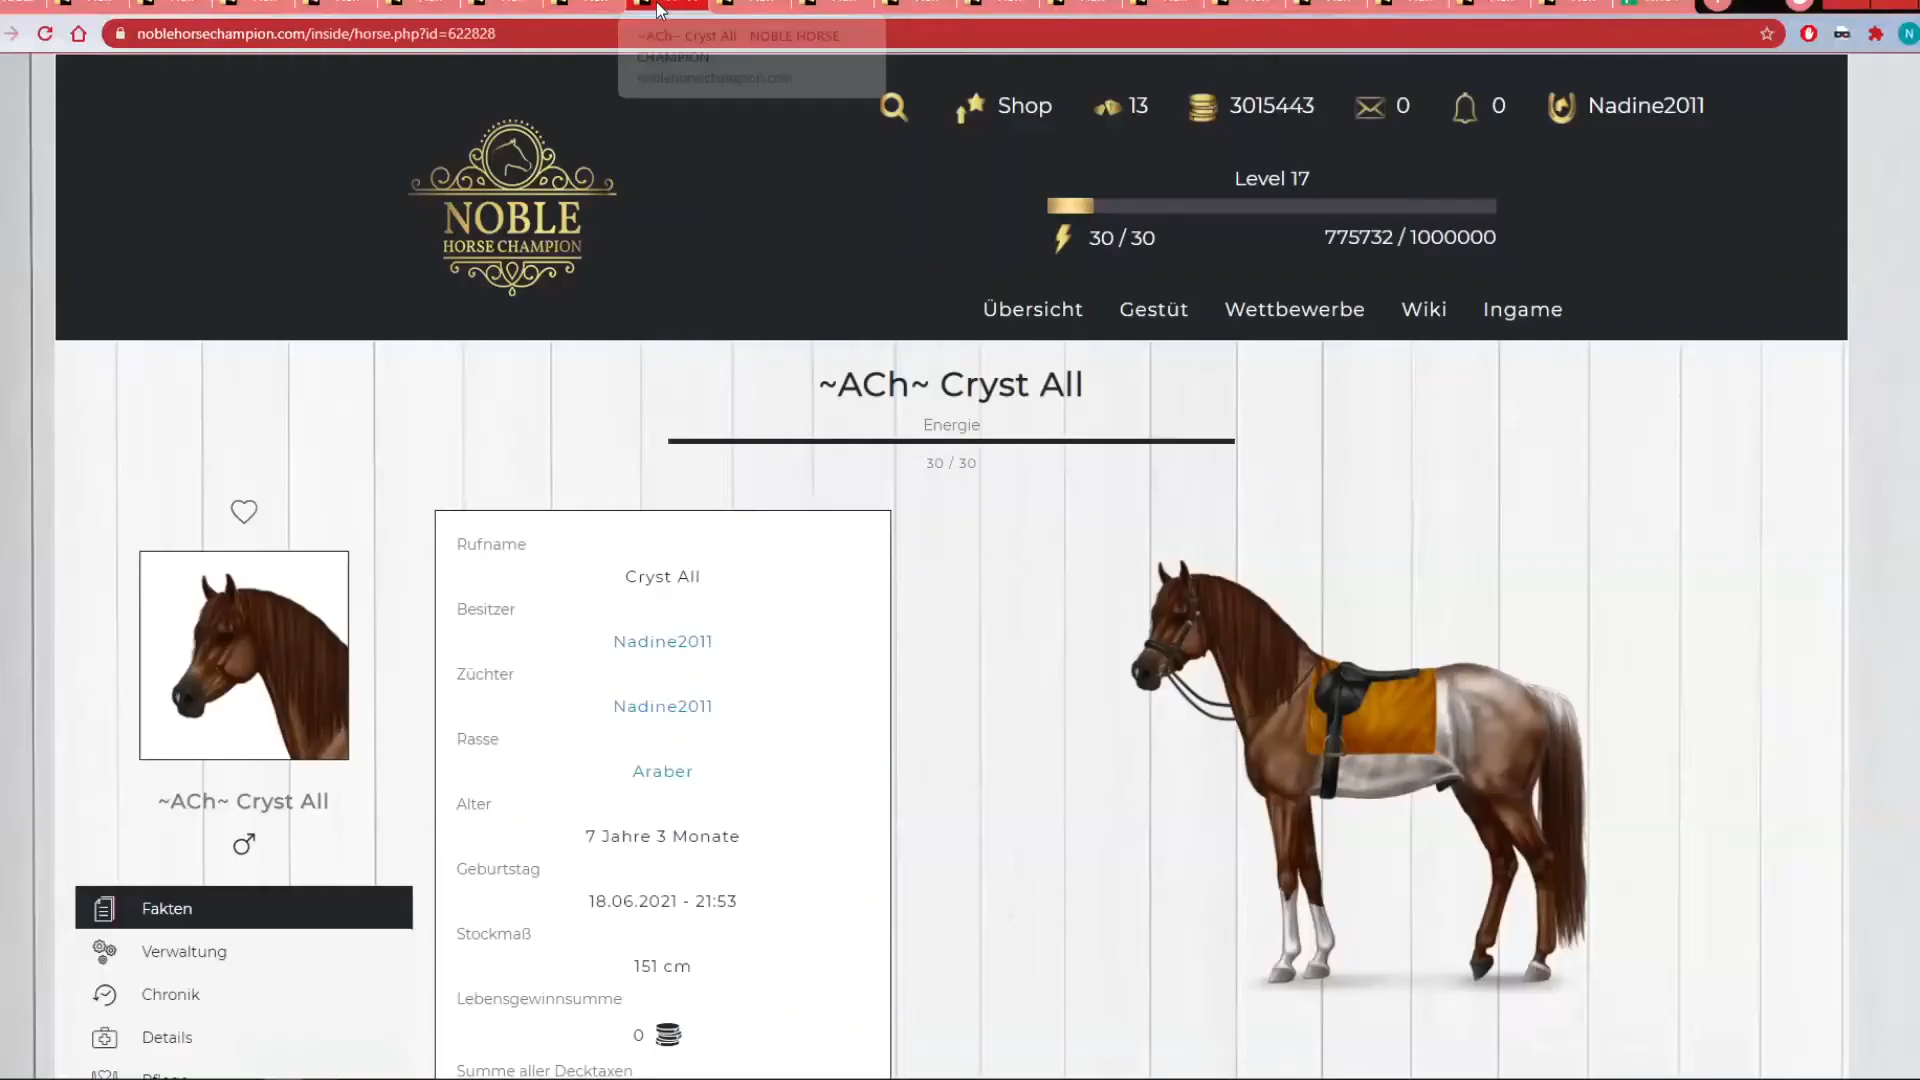 noblehorsechampion.com/inside/horse.php?id=622828
~ACh~ Cryst All NOBLE HORSE
CHAMPION
noblehorsechampion.com
Shop
13
3015443
0
0
Nadine2011
NOBLE
HORSE CHAMPION
Level 17
30 / 30
775732 / 1000000
Übersicht
Gestüt
Wettbewerbe
Wiki
Ingame
~ACh~ Cryst All
Energie
30 / 30
~ACh~ Cryst All
Fakten
Verwaltung
Chronik
Details
Rufname
Cryst All
Besitzer
Nadine2011
Züchter
Nadine2011
Rasse
Araber
Alter
7 Jahre 3 Monate
Geburtstag
18.06.2021 - 21:53
Stockmaß
151 cm
Lebensgewinnsumme
0
Summe aller Decktaxen
N